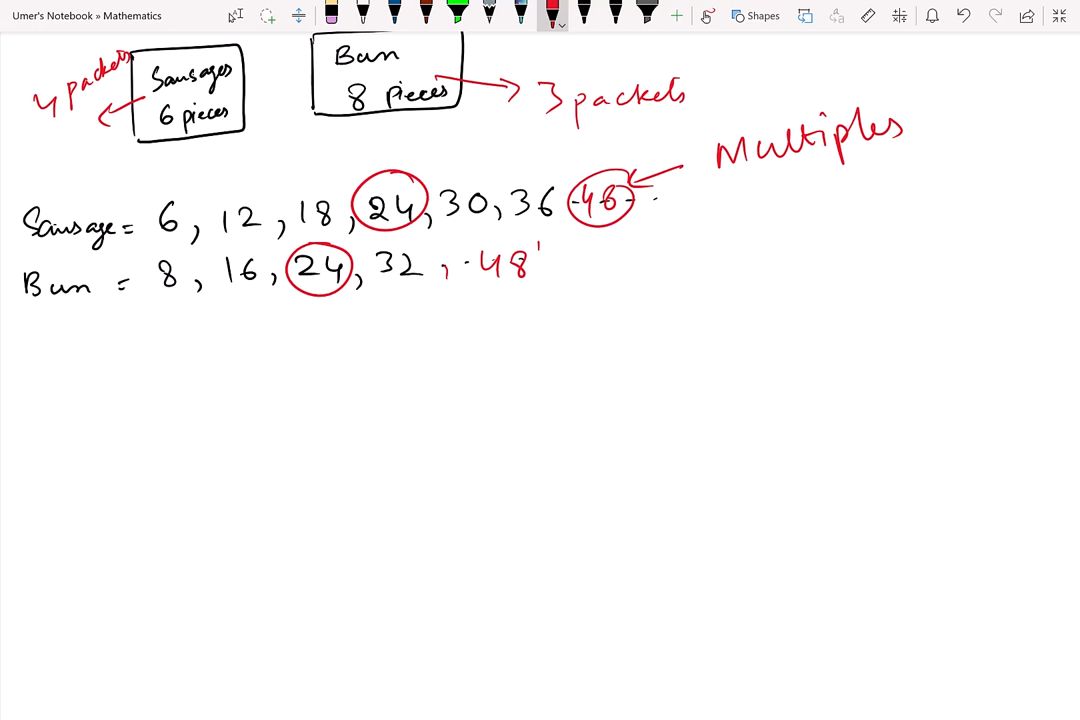 Umer's Notebook » Mathematics
Shapes
4 packets
Sausages
6 pieces
Bun
8 pieces
3 packets
Multiples
Sausage = 6, 12, 18, 24, 30, 36 -48-
Bun = 8, 16, 24, 32, 48